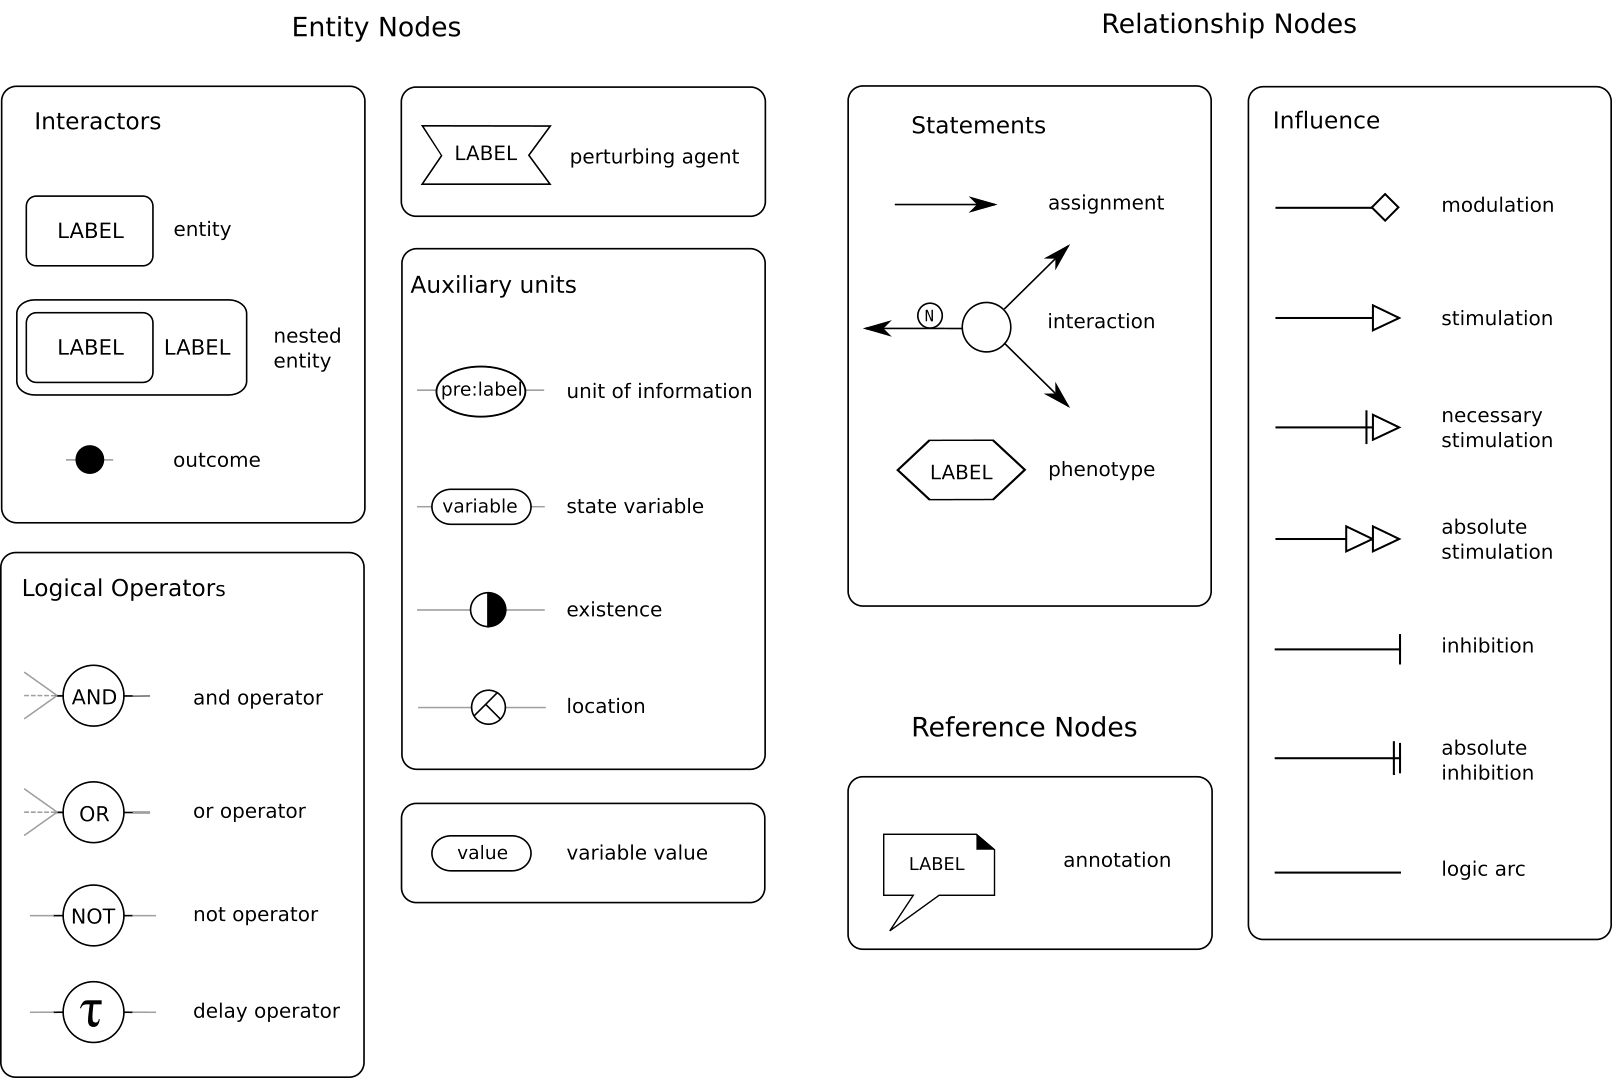 Entity Nodes
Interactors
LABEL
entity
LABEL LABEL
nested
entity
outcome
Logical Operators
AND
and operator
OR
or operator
NOT
not operator
τ
delay operator
LABEL
perturbing agent
Auxiliary units
pre:label
unit of information
variable
state variable
existence
location
value
variable value
Relationship Nodes
Statements
assignment
N
interaction
LABEL
phenotype
Influence
modulation
stimulation
necessary
stimulation
absolute
stimulation
inhibition
absolute
inhibition
logic arc
Reference Nodes
LABEL
annotation